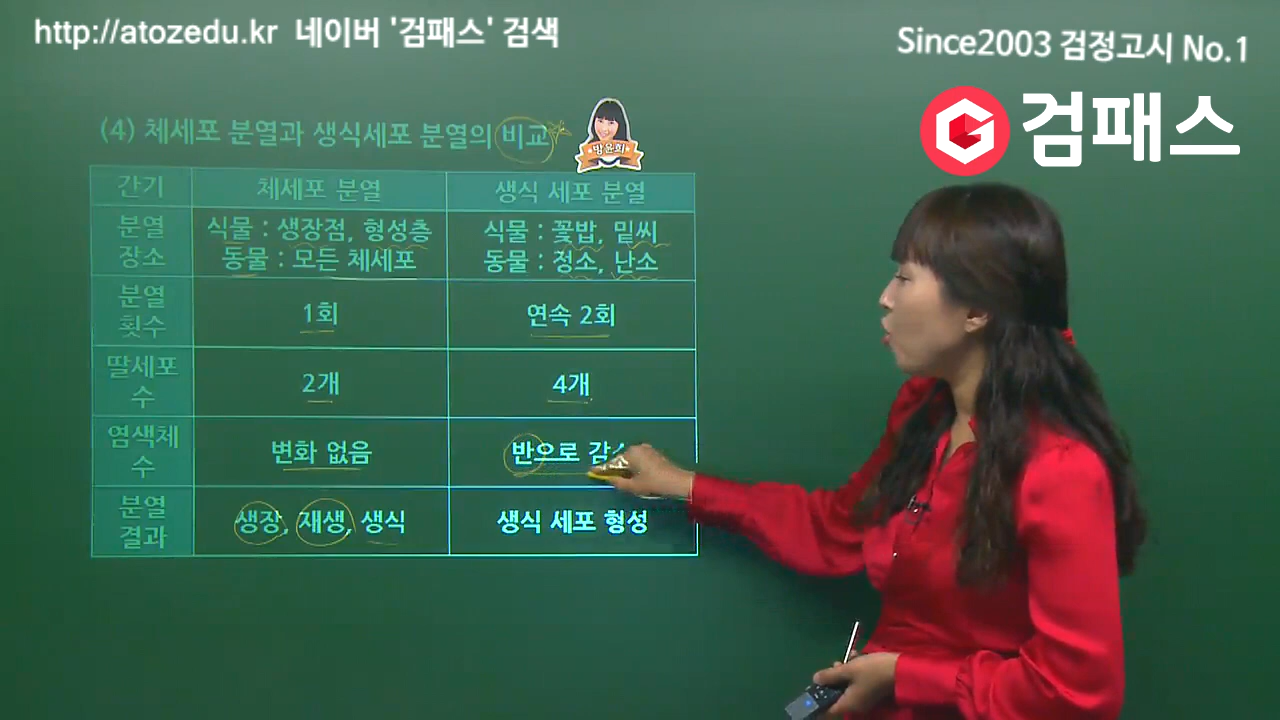 http://atozedu.kr 네이버 '검패스' 검색
Since2003 검정고시 No.1
검패스
(4) 체세포 분열과 생식세포 분열의 비교
방윤희
간기 체세포 분열 생식 세포 분열
분열 장소
식물 : 생장점, 형성층
동물 : 모든 체세포
식물 : 꽃밥, 밑씨
동물 : 정소, 난소
분열 횟수
1회
연속 2회
딸세포 수
2개
4개
염색체 수
변화 없음
반으로 감소
분열 결과
생장, 재생, 생식
생식 세포 형성